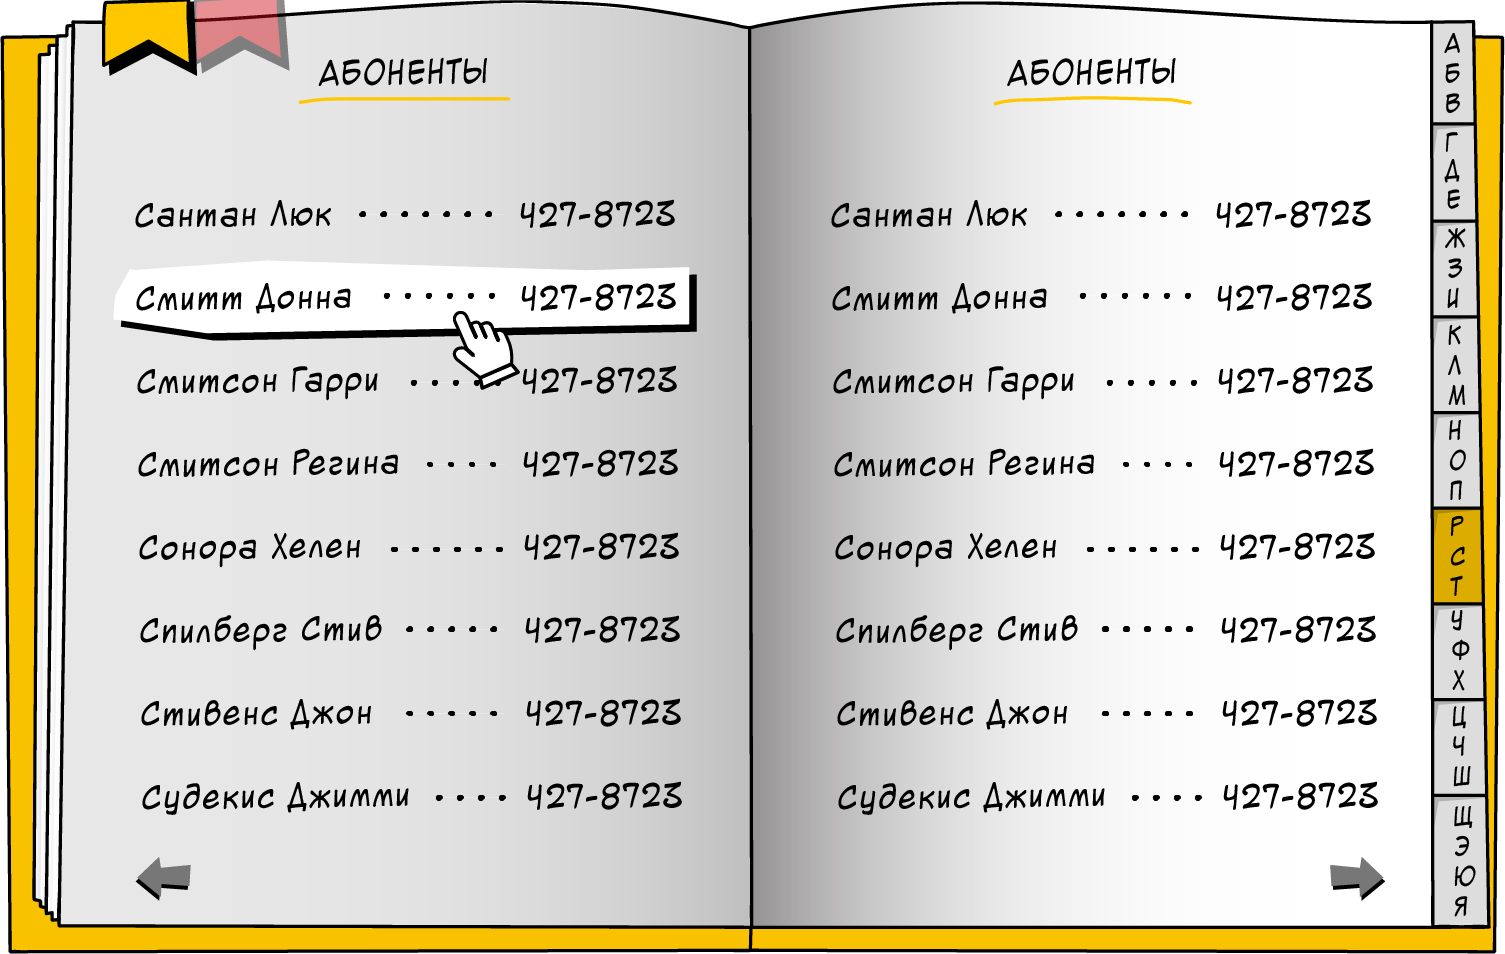 АБОНЕНТЫ
Сантан Люк ······· 427-8723
Смитт Донна ······ 427-8723
Смитсон Гарри ····· 427-8723
Смитсон Регина ···· 427-8723
Сонора Хелен ······ 427-8723
Спилберг Стив ····· 427-8723
Стивенс Джон ····· 427-8723
Судекис Джимми ···· 427-8723
АБОНЕНТЫ
Сантан Люк ······· 427-8723
Смитт Донна ······ 427-8723
Смитсон Гарри ····· 427-8723
Смитсон Регина ···· 427-8723
Сонора Хелен ······ 427-8723
Спилберг Стив ····· 427-8723
Стивенс Джон ····· 427-8723
Судекис Джимми ···· 427-8723
А
Б
В
Г
Д
Е
Ж
З
И
К
Л
М
Н
О
П
Р
С
Т
У
Ф
Х
Ц
Ч
Ш
Щ
Э
Ю
Я